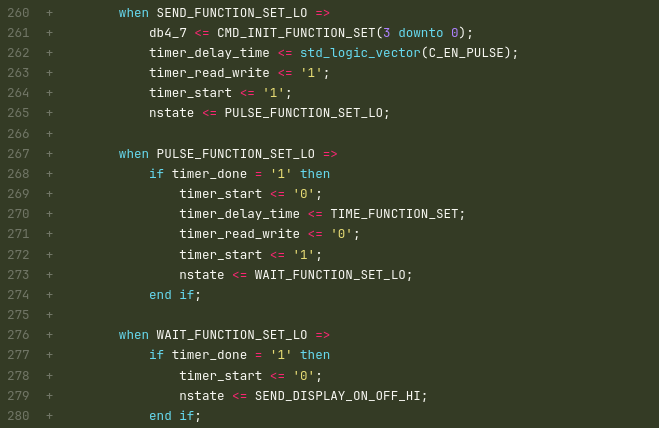 260 +         when SEND_FUNCTION_SET_LO =>
261 +             db4_7 <= CMD_INIT_FUNCTION_SET(3 downto 0);
262 +             timer_delay_time <= std_logic_vector(C_EN_PULSE);
263 +             timer_read_write <= '1';
264 +             timer_start <= '1';
265 +             nstate <= PULSE_FUNCTION_SET_LO;
266 +
267 +         when PULSE_FUNCTION_SET_LO =>
268 +             if timer_done = '1' then
269 +                 timer_start <= '0';
270 +                 timer_delay_time <= TIME_FUNCTION_SET;
271 +                 timer_read_write <= '0';
272 +                 timer_start <= '1';
273 +                 nstate <= WAIT_FUNCTION_SET_LO;
274 +             end if;
275 +
276 +         when WAIT_FUNCTION_SET_LO =>
277 +             if timer_done = '1' then
278 +                 timer_start <= '0';
279 +                 nstate <= SEND_DISPLAY_ON_OFF_HI;
280 +             end if;